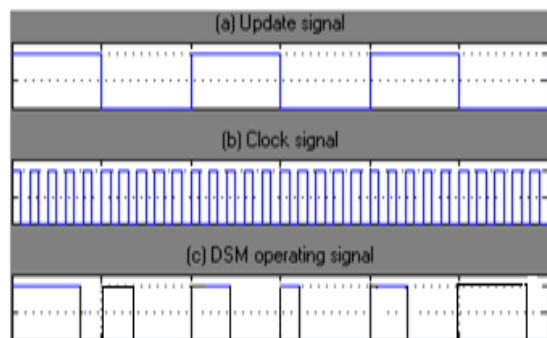 (a) Update signal
(b) Clock signal
(c) DSM operating signal